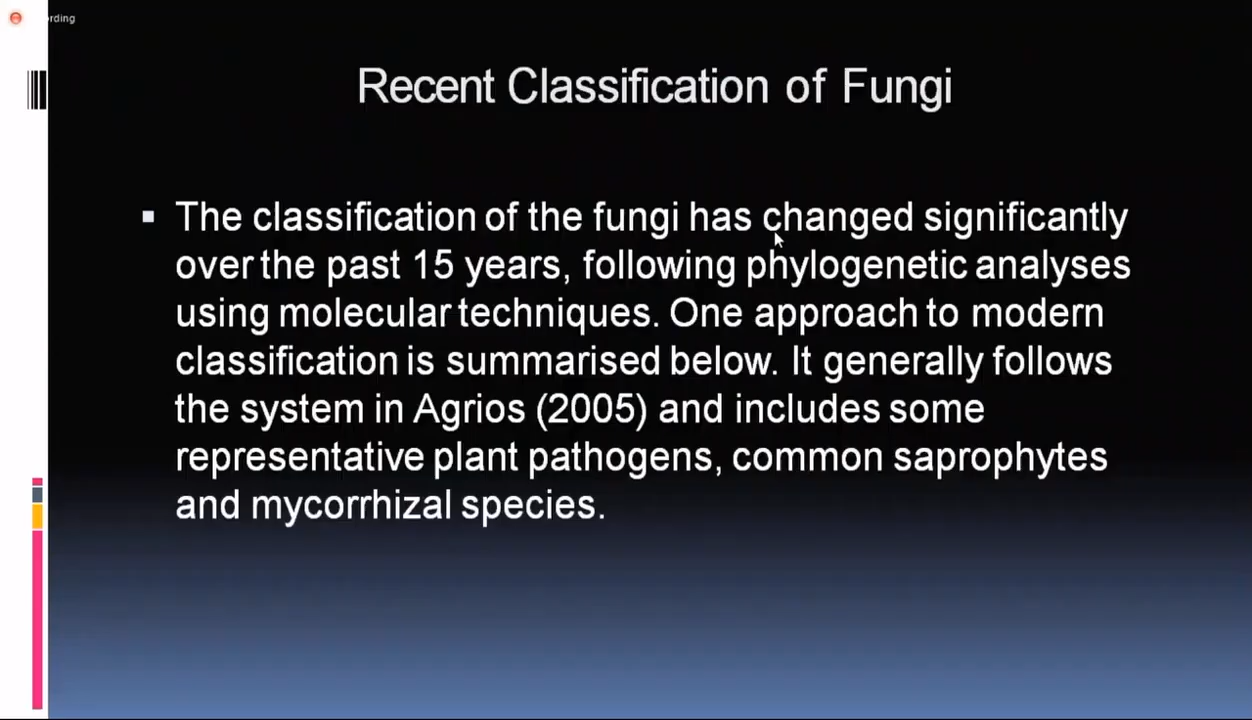 rding
Recent Classification of Fungi
▪ The classification of the fungi has changed significantly
over the past 15 years, following phylogenetic analyses
using molecular techniques. One approach to modern
classification is summarised below. It generally follows
the system in Agrios (2005) and includes some
representative plant pathogens, common saprophytes
and mycorrhizal species.